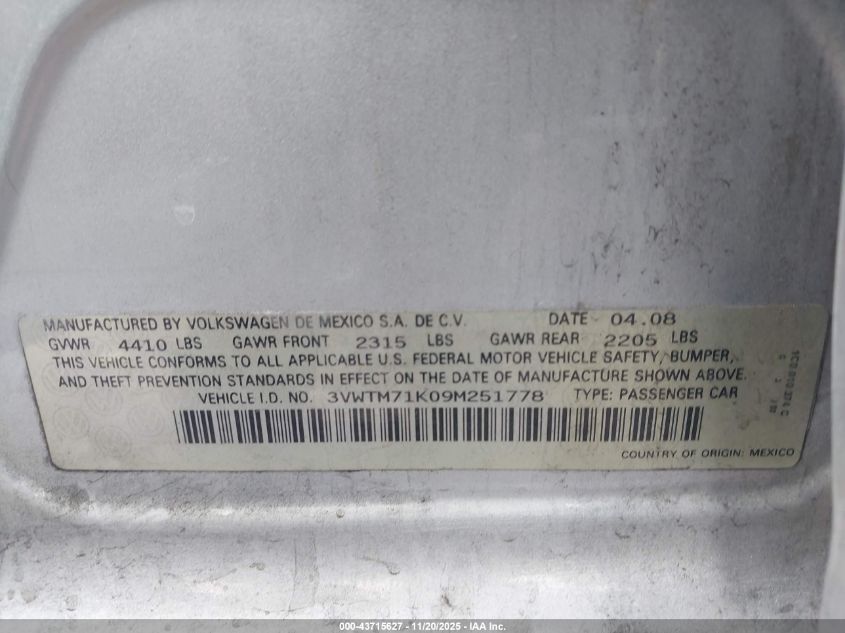 MANUFACTURED BY VOLKSWAGEN DE MEXICO S.A. DE C.V. DATE 04.08
GVWR 4410 LBS GAWR FRONT 2315 LBS GAWR REAR 2205 LBS
THIS VEHICLE CONFORMS TO ALL APPLICABLE U.S. FEDERAL MOTOR VEHICLE SAFETY, BUMPER,
AND THEFT PREVENTION STANDARDS IN EFFECT ON THE DATE OF MANUFACTURE SHOWN ABOVE.
VEHICLE I.D. NO. 3VWTM71K09M251778 TYPE: PASSENGER CAR
COUNTRY OF ORIGIN: MEXICO
000-43715627 - 11/20/2025 - IAA Inc.